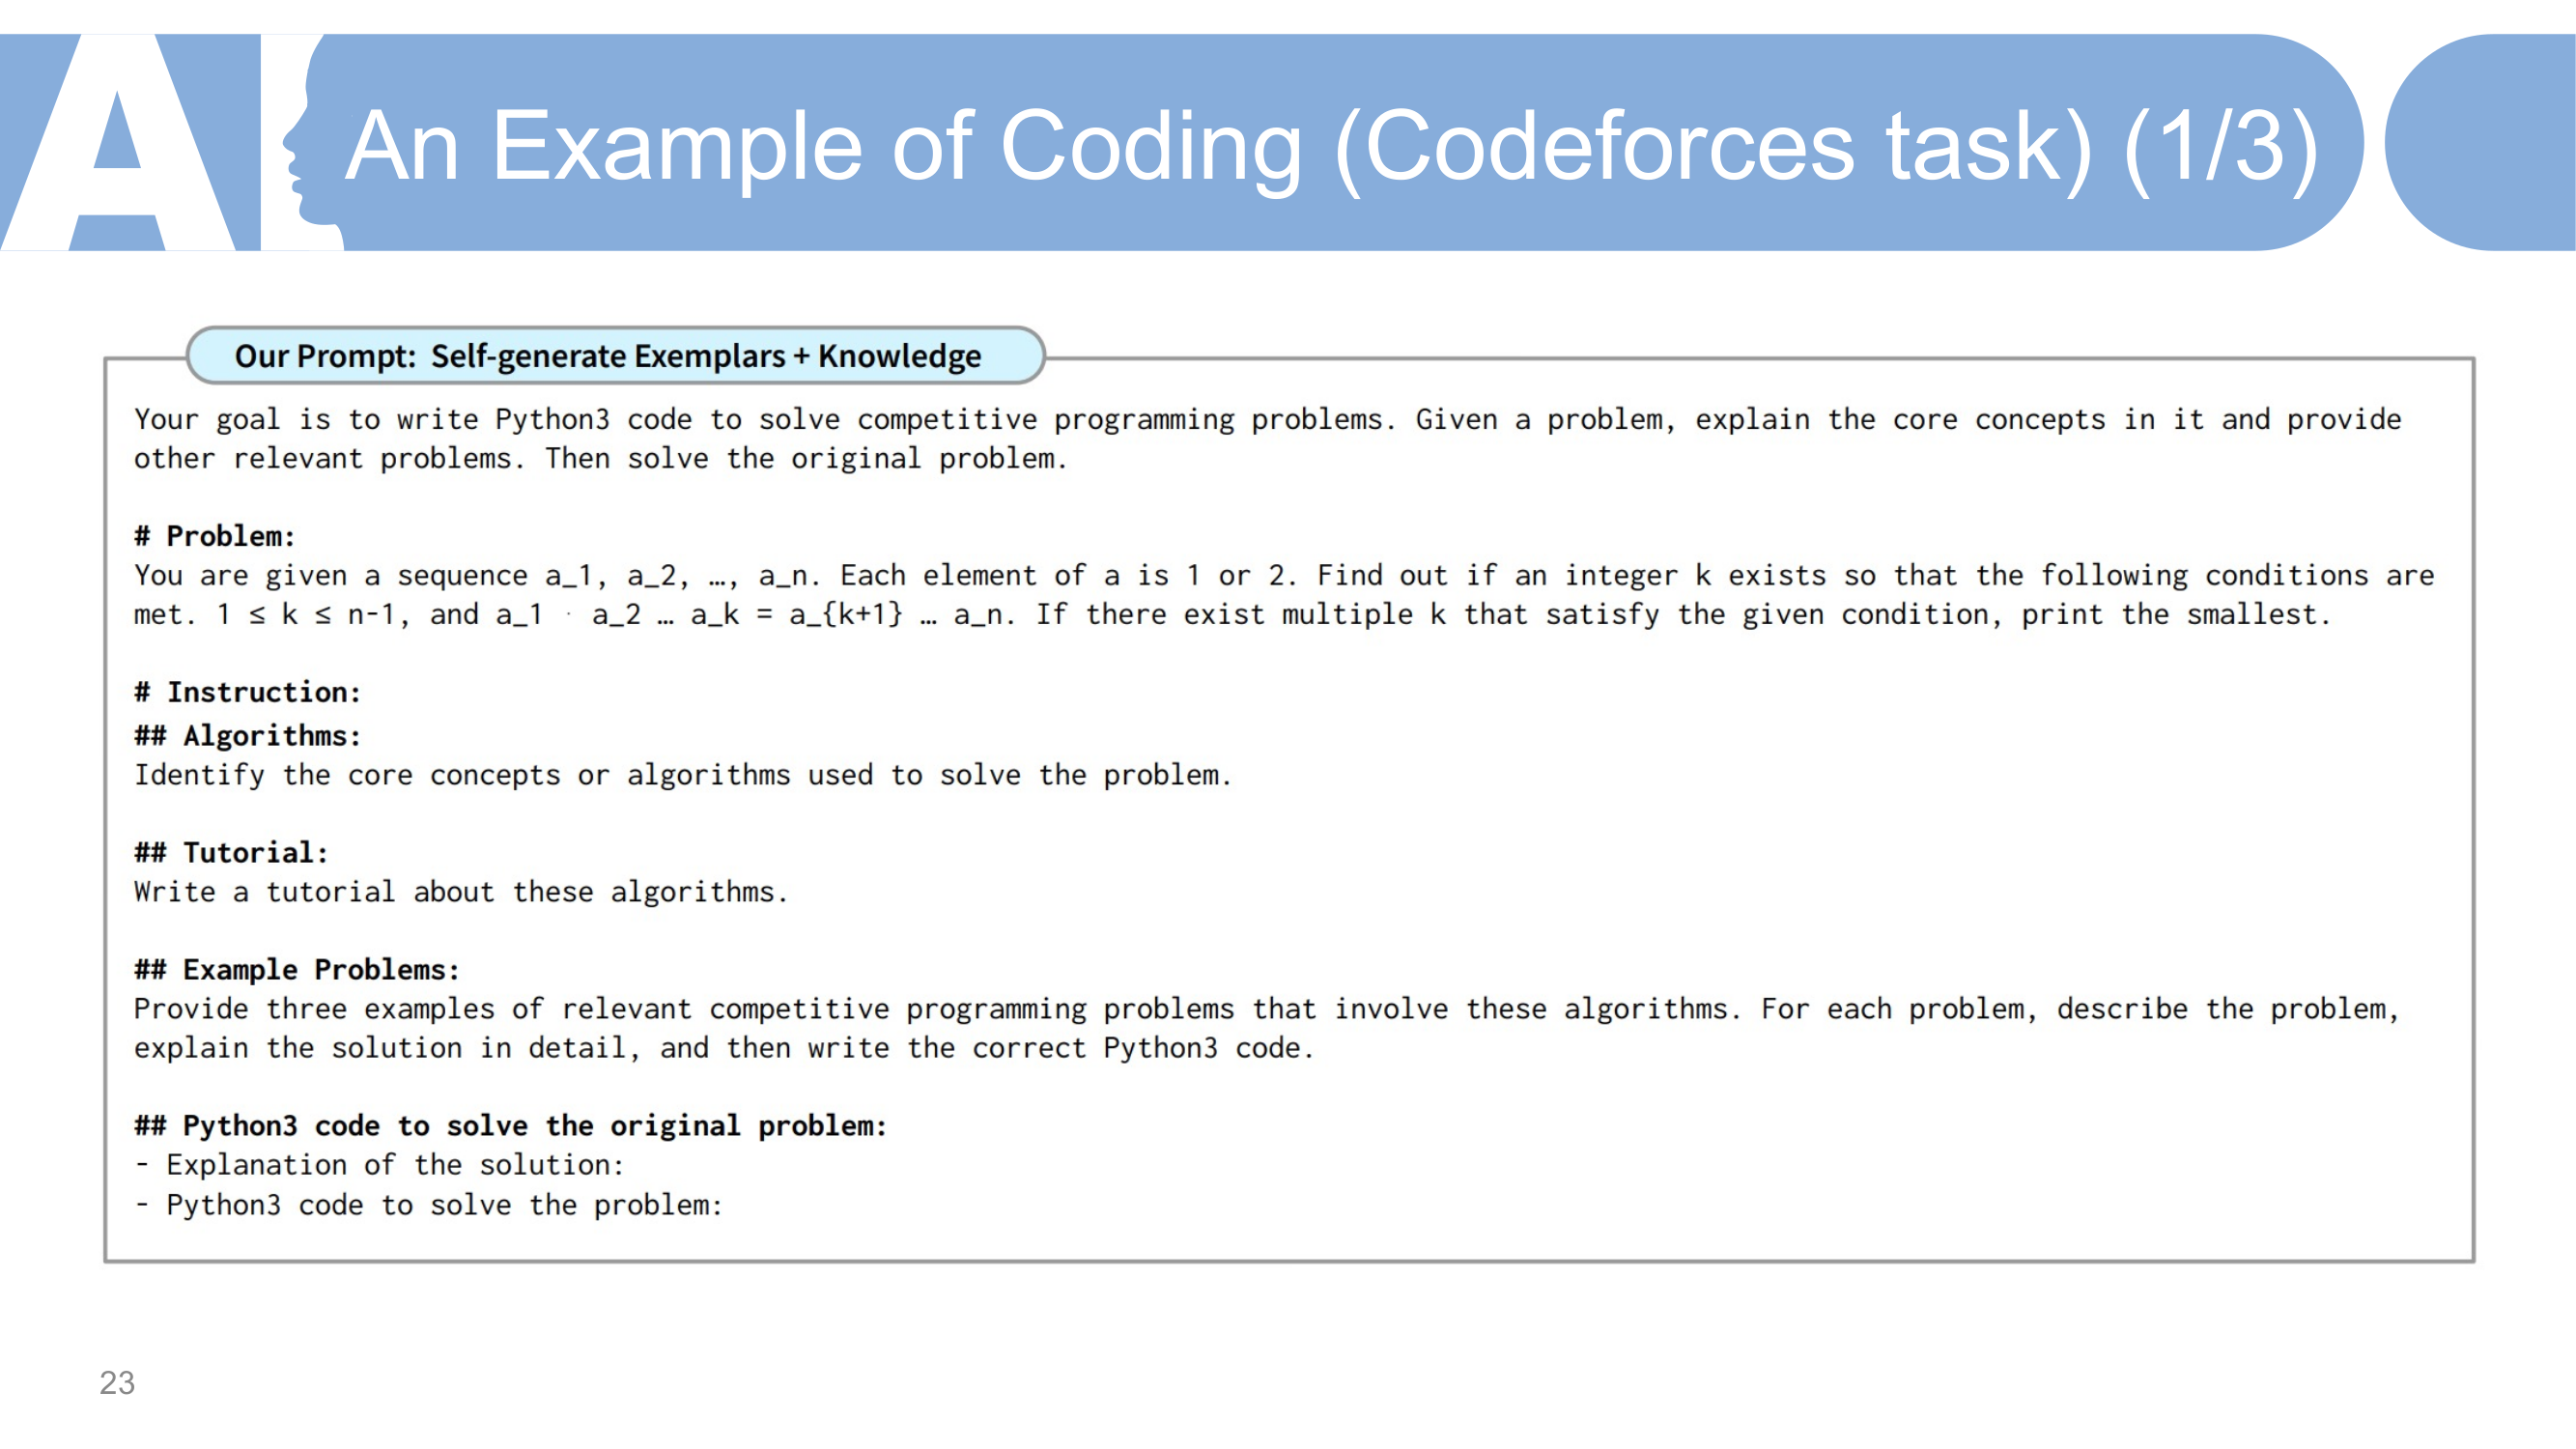 AI
An Example of Coding (Codeforces task) (1/3)
Our Prompt: Self-generate Exemplars + Knowledge
Your goal is to write Python3 code to solve competitive programming problems. Given a problem, explain the core concepts in it and provide
other relevant problems. Then solve the original problem.
# Problem:
You are given a sequence a_1, a_2, …, a_n. Each element of a is 1 or 2. Find out if an integer k exists so that the following conditions are
met. 1 ≤ k ≤ n-1, and a_1 · a_2 … a_k = a_{k+1} … a_n. If there exist multiple k that satisfy the given condition, print the smallest.
# Instruction:
## Algorithms:
Identify the core concepts or algorithms used to solve the problem.
## Tutorial:
Write a tutorial about these algorithms.
## Example Problems:
Provide three examples of relevant competitive programming problems that involve these algorithms. For each problem, describe the problem,
explain the solution in detail, and then write the correct Python3 code.
## Python3 code to solve the original problem:
- Explanation of the solution:
- Python3 code to solve the problem:
23